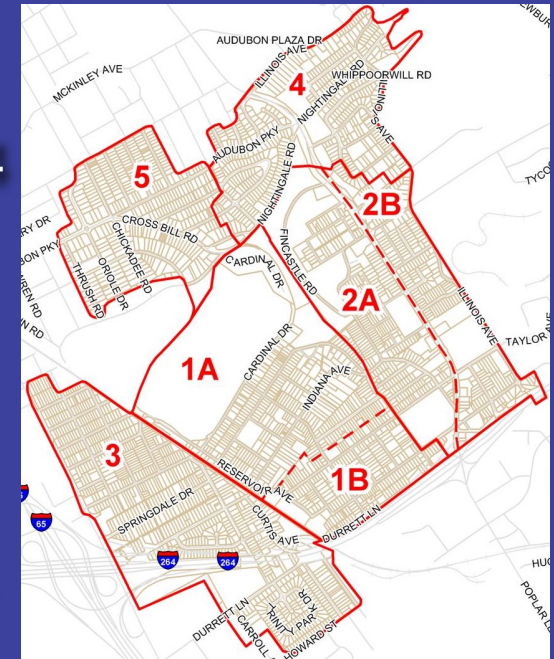 AUDUBON PLAZA DR
ILLINOIS AVE
MCKINLEY AVE
4
WHIPPOORWILL RD
NIGHTINGALE RD
ILLINOIS AVE
AUDUBON PKY
5
NIGHTINGALE RD
2B
CROSS BILL RD
CHICKADEE RD
ORIOLE DR
THRUSH RD
CARDINAL DR
FINCASTLE RD
2A
ILLINOIS AVE
TAYLOR
1A
CARDINAL DR
INDIANA AVE
3
RESERVOIR AVE
1B
SPRINGDALE DR
CURTIS AVE
DURRETT LN
65
264
264
DURRETT LN
TRINITY PARK DR
HOWARD ST